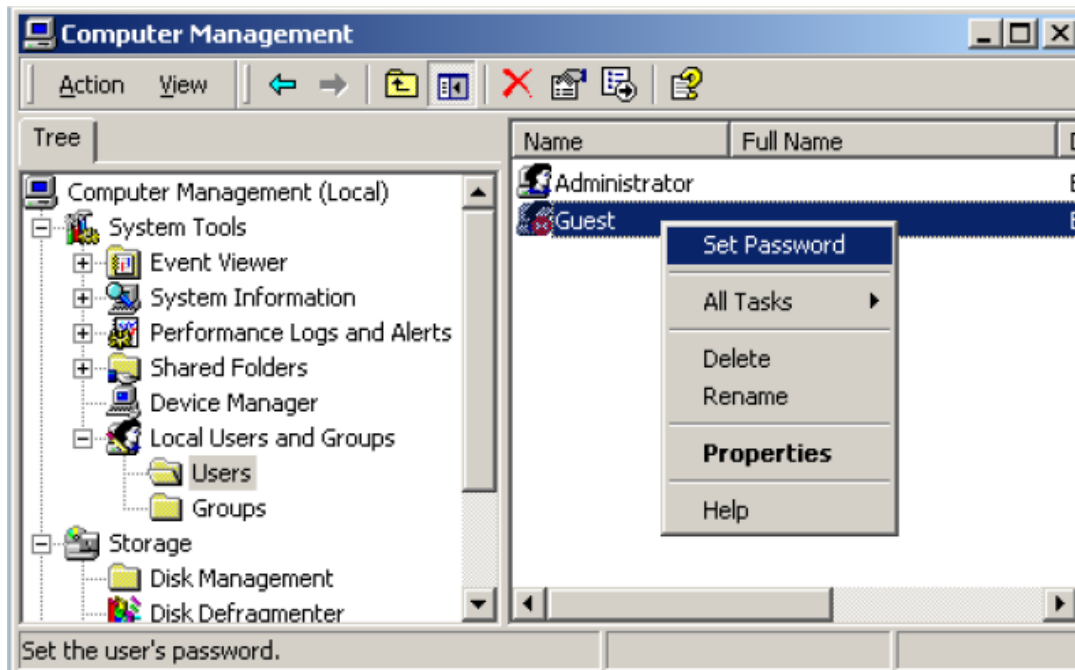 Computer Management
Action View
Tree
Name Full Name
Computer Management (Local)
System Tools
Event Viewer
System Information
Performance Logs and Alerts
Shared Folders
Device Manager
Local Users and Groups
Users
Groups
Storage
Disk Management
Disk Defragmenter
Administrator
Guest
Set Password
All Tasks
Delete
Rename
Properties
Help
Set the user's password.